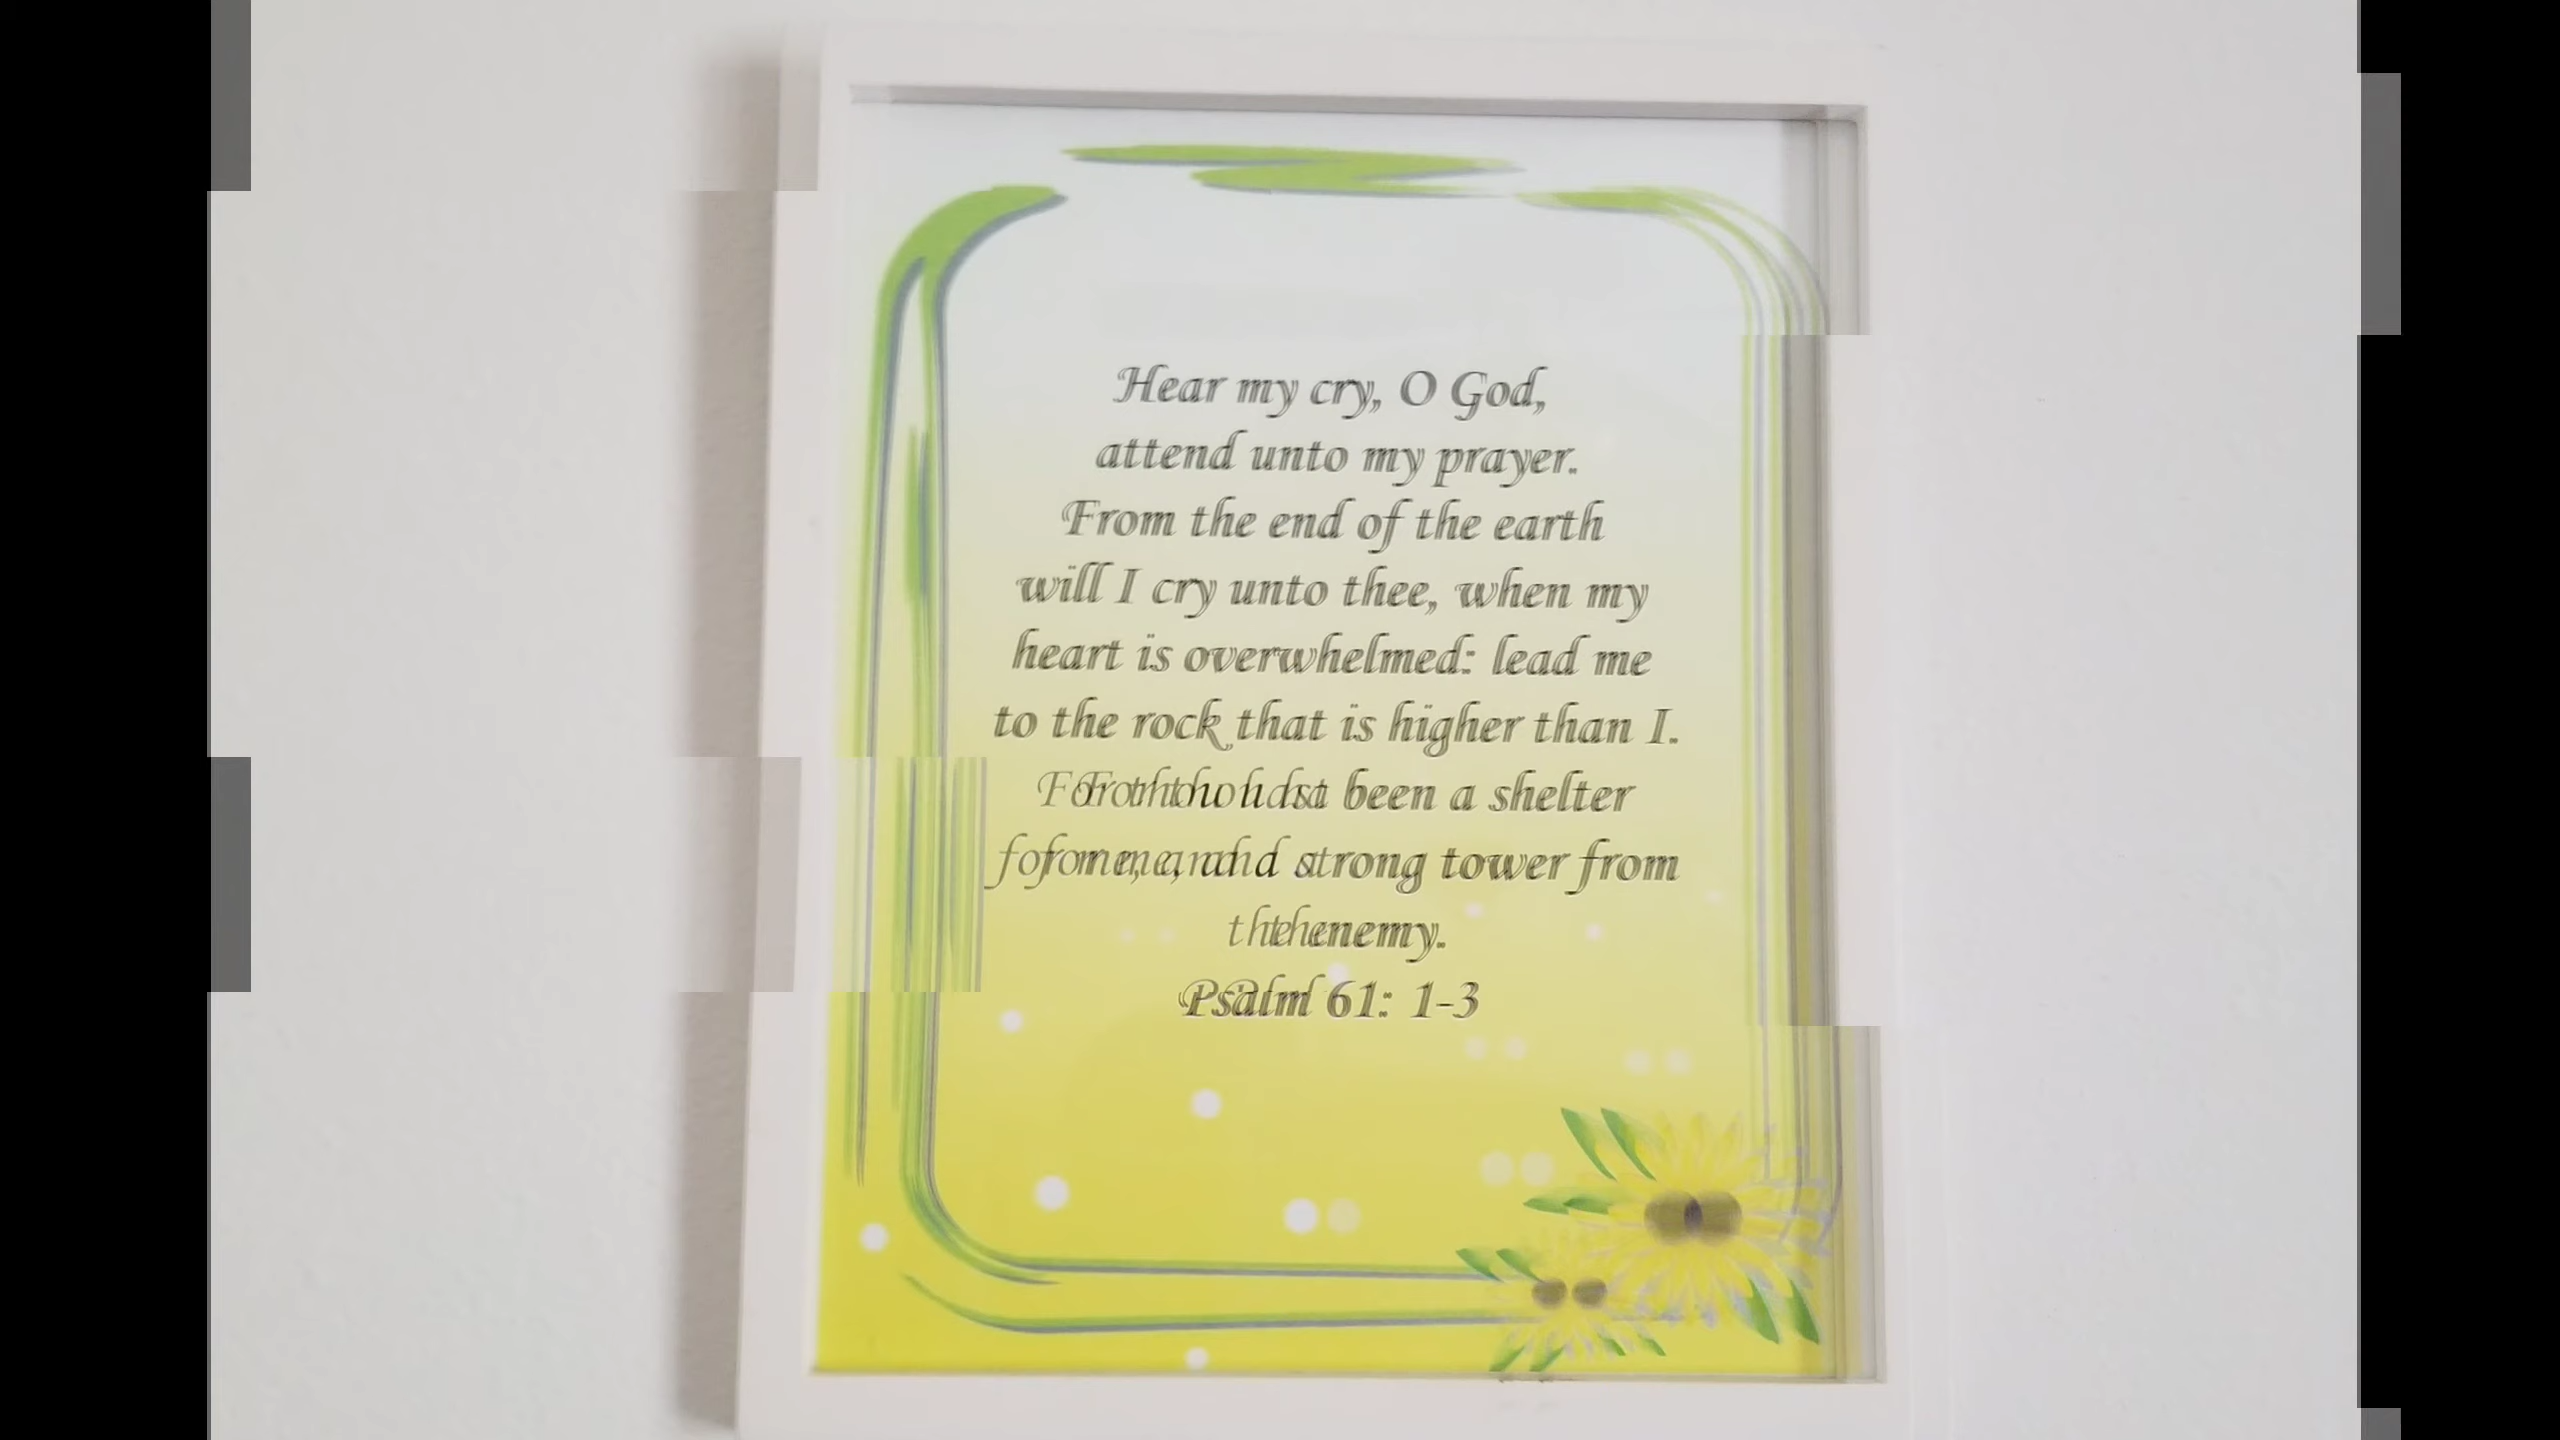 Hear my cry, O God,
attend unto my prayer.
From the end of the earth
will I cry unto thee, when my
heart is overwhelmed: lead me
to the rock that is higher than I.
been a shelter
strong tower from
the enemy.
Psalm 61: 1-3